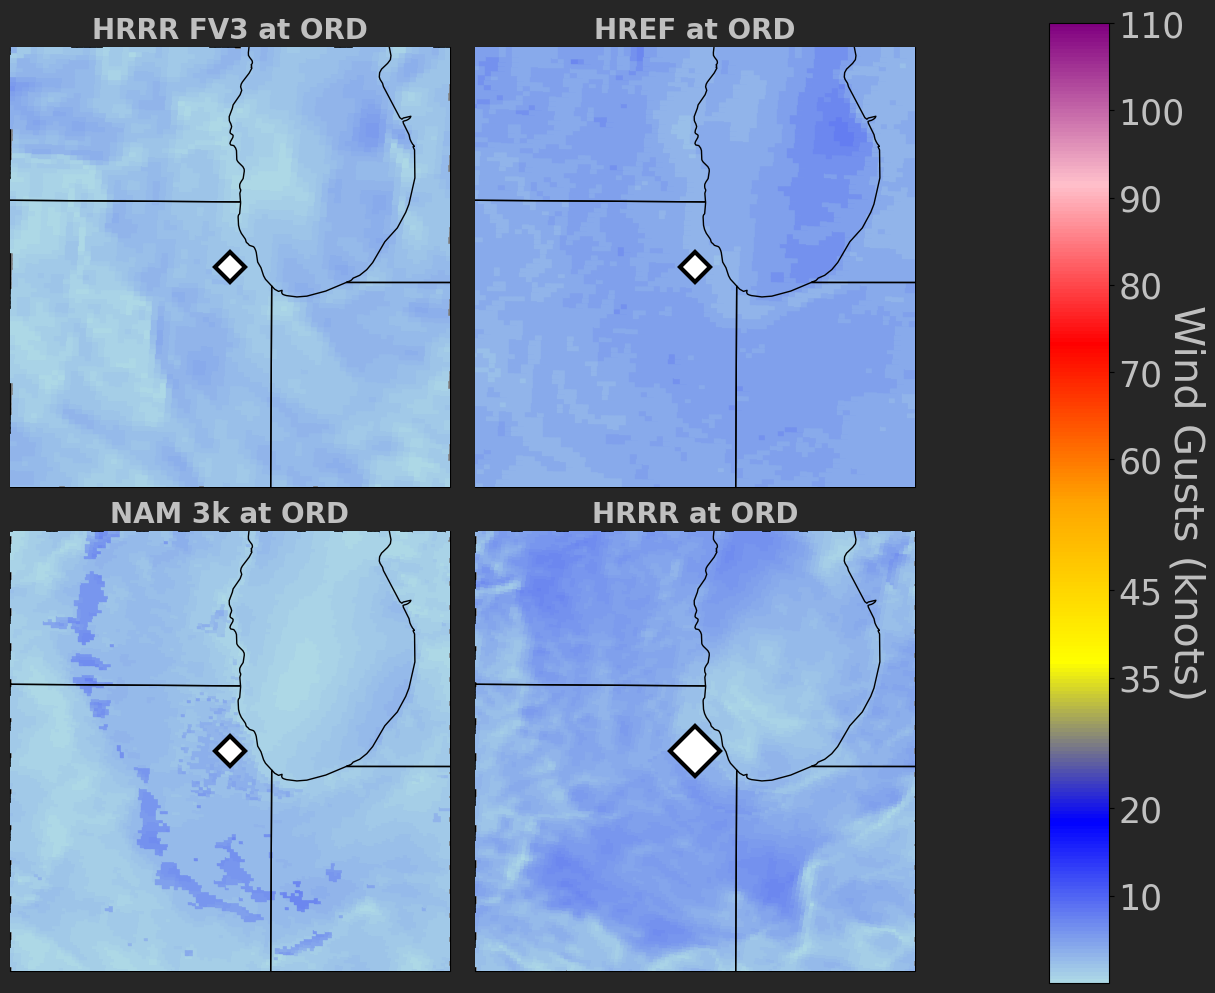 HRRR FV3 at ORD
HREF at ORD
NAM 3k at ORD
HRRR at ORD
110
100
90
80
70
60
45
35
20
10
Wind Gusts (knots)